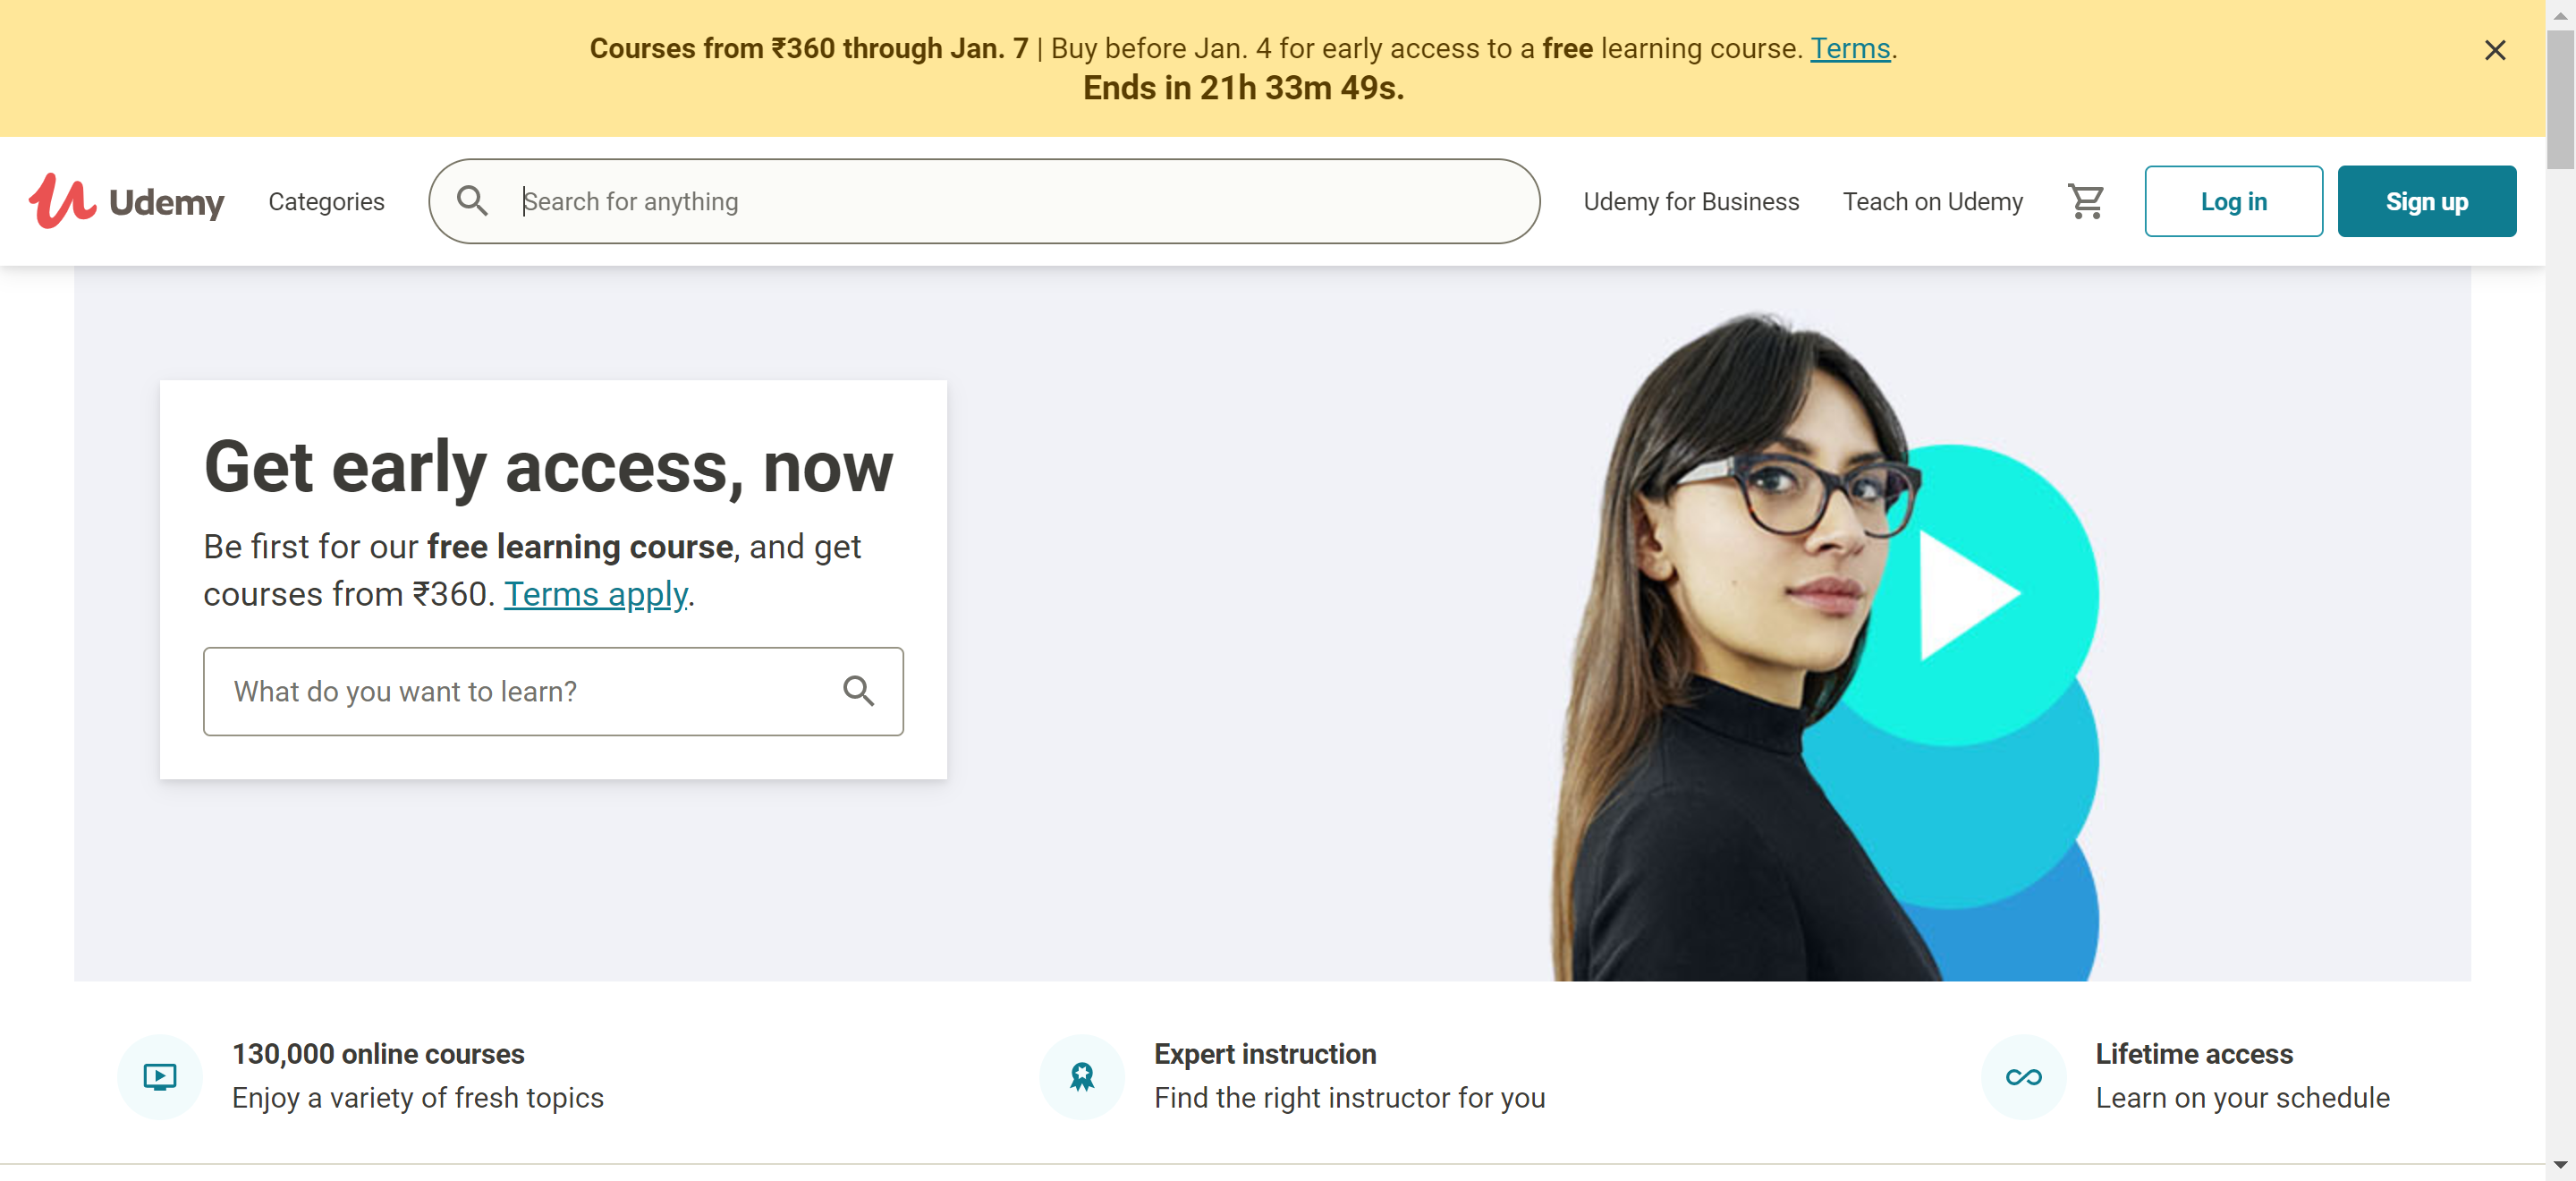 Courses from ₹360 through Jan. 7 | Buy before Jan. 4 for early access to a free learning course. Terms.
Ends in 21h 33m 49s.
Udemy
Categories
Search for anything
Udemy for Business
Teach on Udemy
Log in
Sign up
Get early access, now
Be first for our free learning course, and get
courses from ₹360. Terms apply.
What do you want to learn?
130,000 online courses
Enjoy a variety of fresh topics
Expert instruction
Find the right instructor for you
Lifetime access
Learn on your schedule